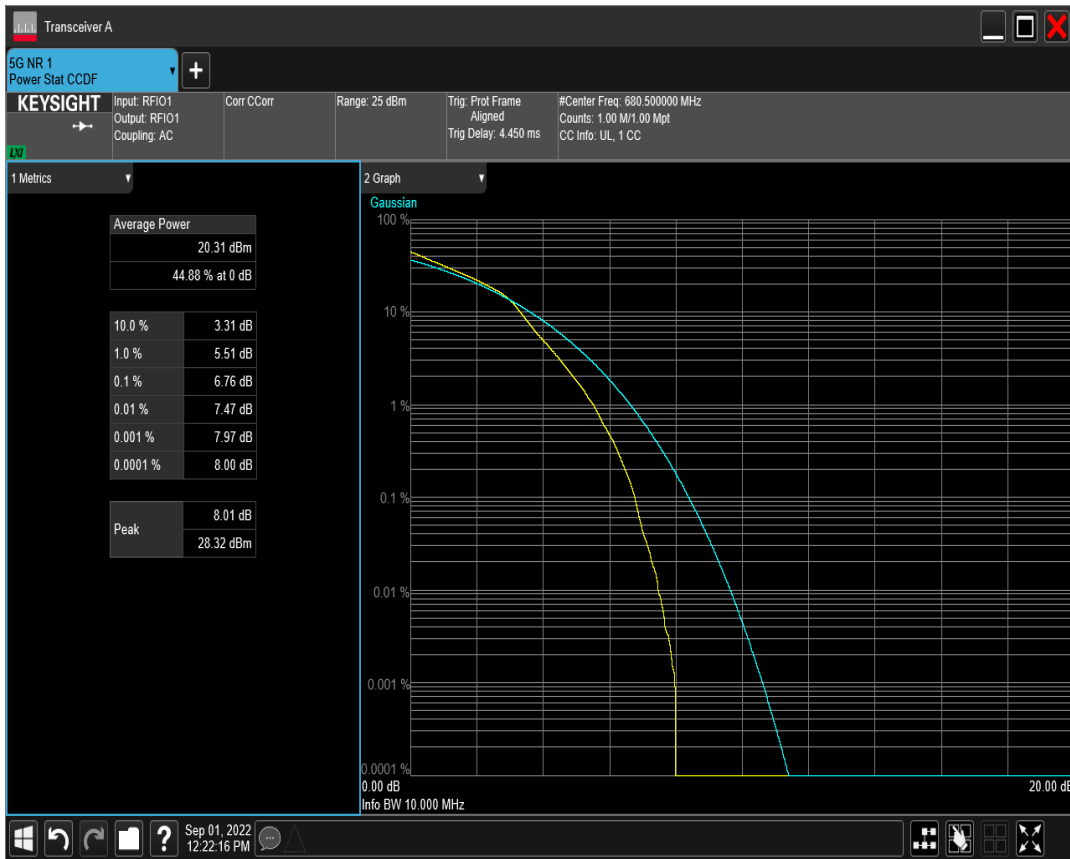 Transceiver A
5G NR 1
Power Stat CCDF
+
KEYSIGHT
LXI
Input: RFIO1
Output: RFIO1
Coupling: AC
Corr CCorr
Range: 25 dBm
Trig: Prot Frame
Aligned
Trig Delay: 4.450 ms
#Center Freq: 680.500000 MHz
Counts: 1.00 M/1.00 Mpt
CC Info: UL, 1 CC
1 Metrics
Average Power
20.31 dBm
44.88 % at 0 dB
10.0 % 3.31 dB
1.0 % 5.51 dB
0.1 % 6.76 dB
0.01 % 7.47 dB
0.001 % 7.97 dB
0.0001 % 8.00 dB
Peak
8.01 dB
28.32 dBm
2 Graph
Gaussian
100 %
10 %
1 %
0.1 %
0.01 %
0.001 %
0.0001 %
0.00 dB 20.00 dB
Info BW 10.000 MHz
?
Sep 01, 2022
12:22:16 PM